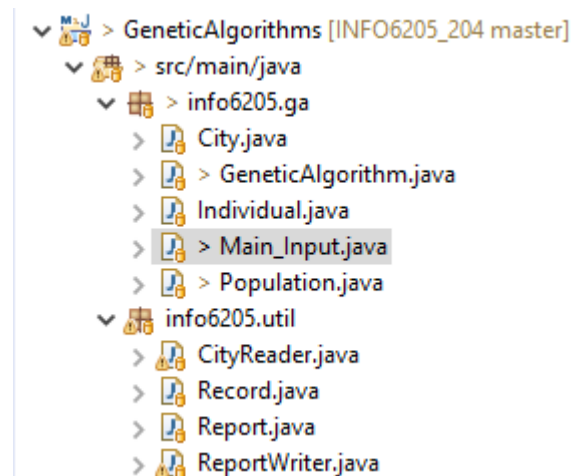 > GeneticAlgorithms [INFO6205_204 master]
> src/main/java
> info6205.ga
City.java
> GeneticAlgorithm.java
Individual.java
> Main_Input.java
> Population.java
info6205.util
CityReader.java
Record.java
Report.java
ReportWriter.java